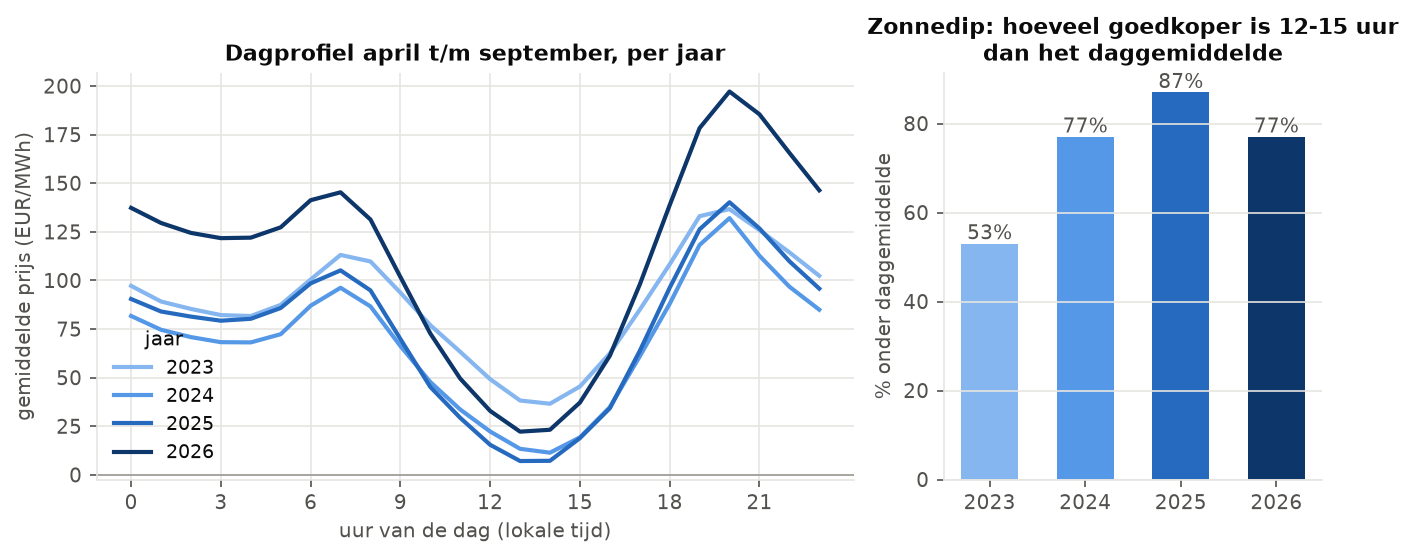 Dagprofiel april t/m september, per jaar
gemiddelde prijs (EUR/MWh)
200
175
150
125
100
75
50
25
0
jaar
2023
2024
2025
2026
0 3 6 9 12 15 18 21
uur van de dag (lokale tijd)
Zonnedip: hoeveel goedkoper is 12-15 uur
dan het daggemiddelde
% onder daggemiddelde
80
60
40
20
0
53% 77% 87% 77%
2023 2024 2025 2026